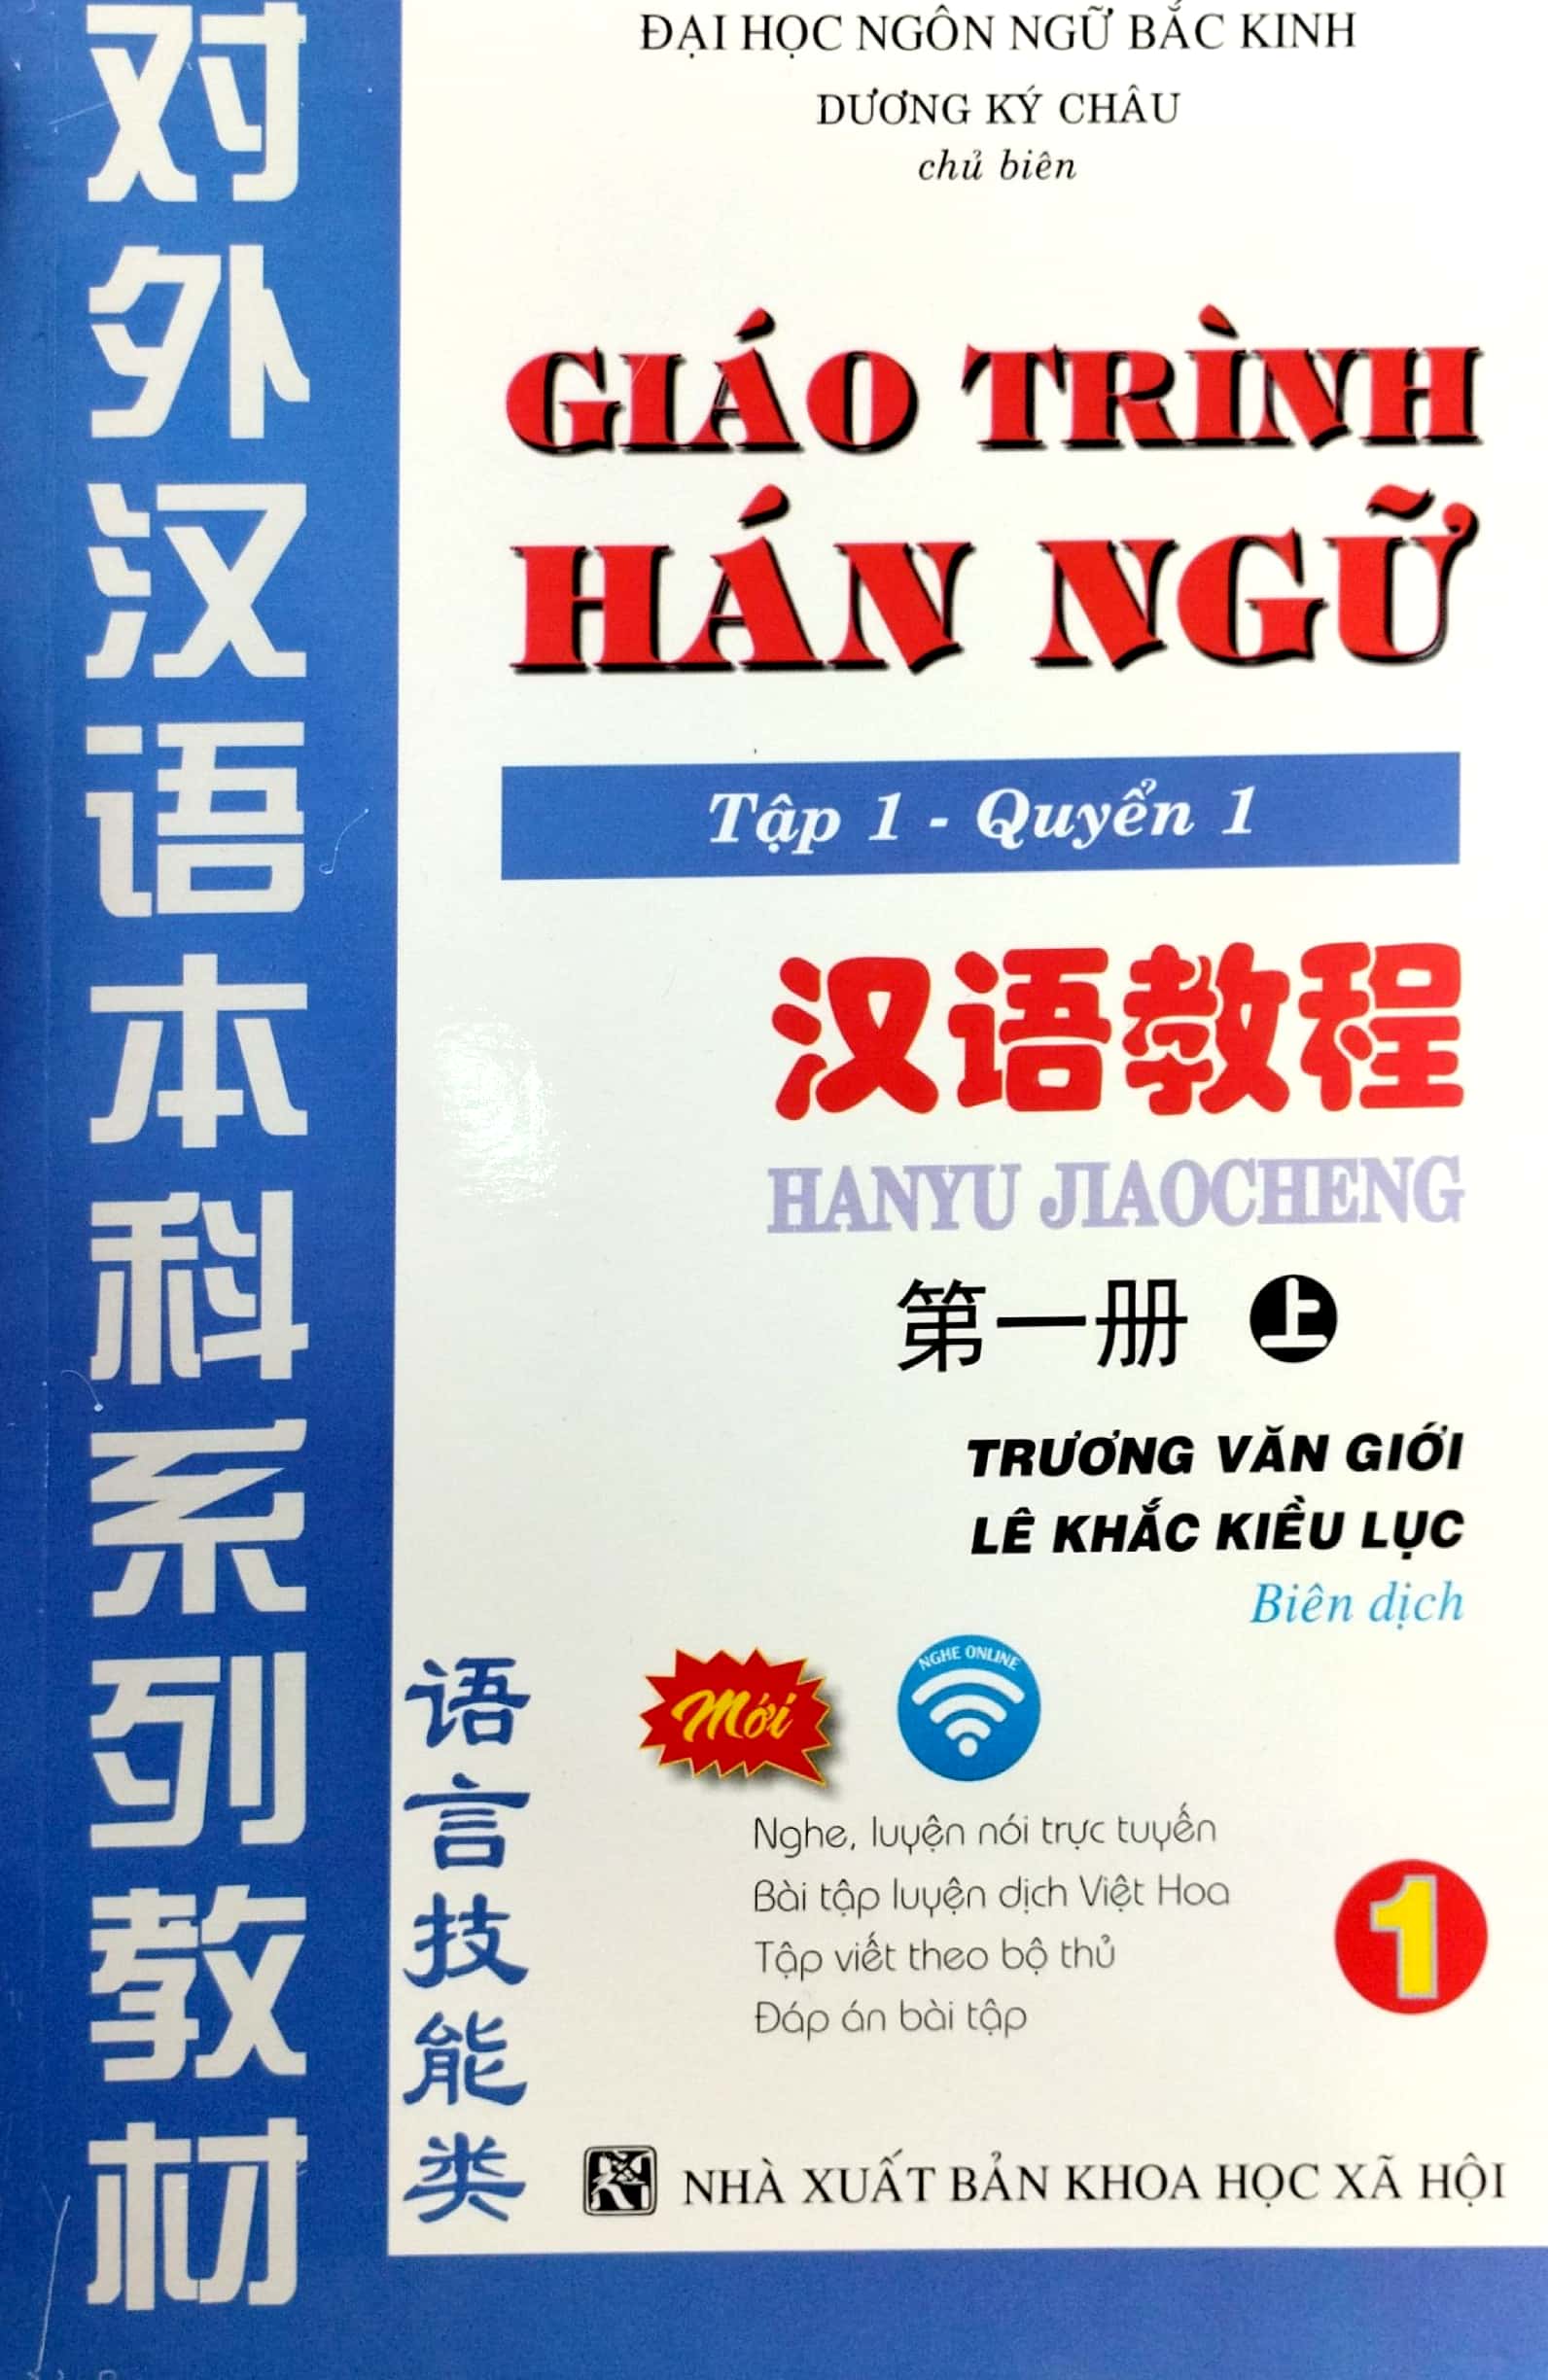 对外汉语本科系列教材
ĐẠI HỌC NGÔN NGỮ BẮC KINH
DƯƠNG KÝ CHÂU
chủ biên
GIÁO TRÌNH
HÁN NGỮ
Tập 1 - Quyển 1
汉语教程
HANYU JIAOCHENG
第一册 上
TRƯƠNG VĂN GIỚI
LÊ KHẮC KIỀU LỤC
Biên dịch
语言技能类
Mới
NGHE ONLINE
Nghe, luyện nói trực tuyến
Bài tập luyện dịch Việt Hoa
Tập viết theo bộ thủ
Đáp án bài tập
1
NHÀ XUẤT BẢN KHOA HỌC XÃ HỘI